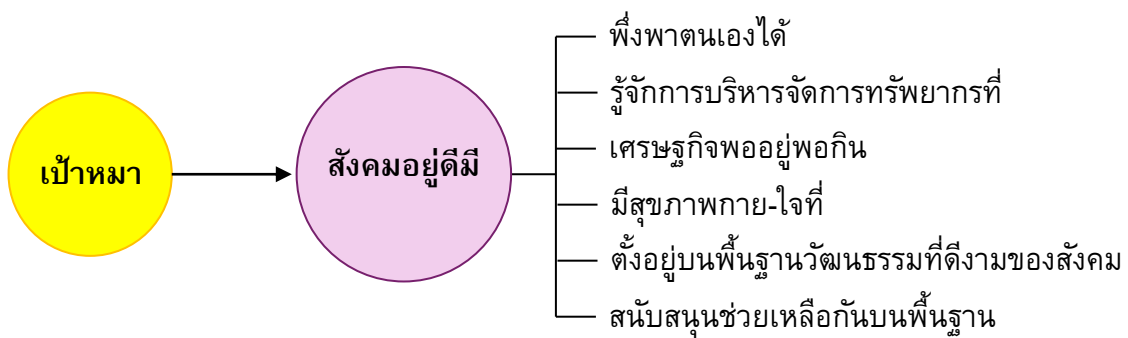 เป้าหมา
สังคมอยู่ดีมี
พึ่งพาตนเองได้
รู้จักการบริหารจัดการทรัพยากรที่
เศรษฐกิจพออยู่พอกิน
มีสุขภาพกาย-ใจที่
ตั้งอยู่บนพื้นฐานวัฒนธรรมที่ดีงามของสังคม
สนับสนุนช่วยเหลือกันบนพื้นฐาน